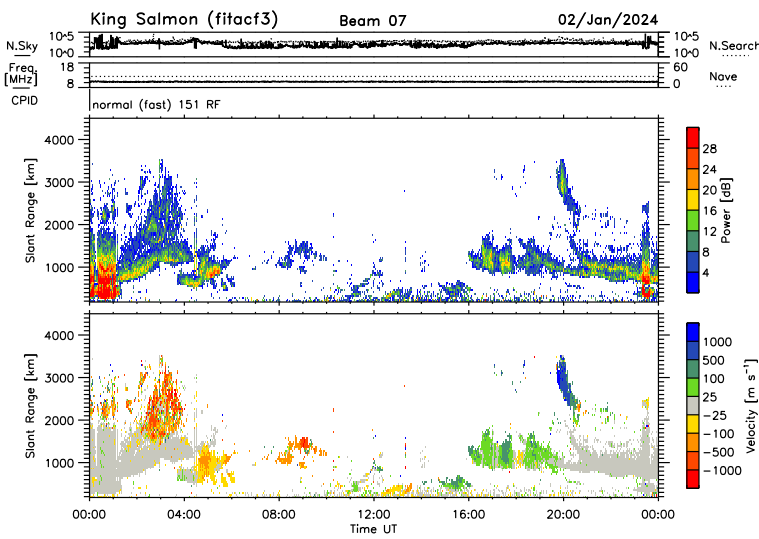 King Salmon (fitacf3) Beam 07 02/Jan/2024
N.Sky 10^5 10^0 10^5 10^0 N.Search
Freq. [MHz] 18 8 60 0 Nave
CPID normal (fast) 151 RF
Slant Range [km] 4000 3000 2000 1000
28 24 20 16 12 8 4 Power [dB]
Slant Range [km] 4000 3000 2000 1000
1000 500 100 25 -25 -100 -500 -1000 Velocity [m s⁻¹]
00:00 04:00 08:00 12:00 16:00 20:00 00:00
Time UT